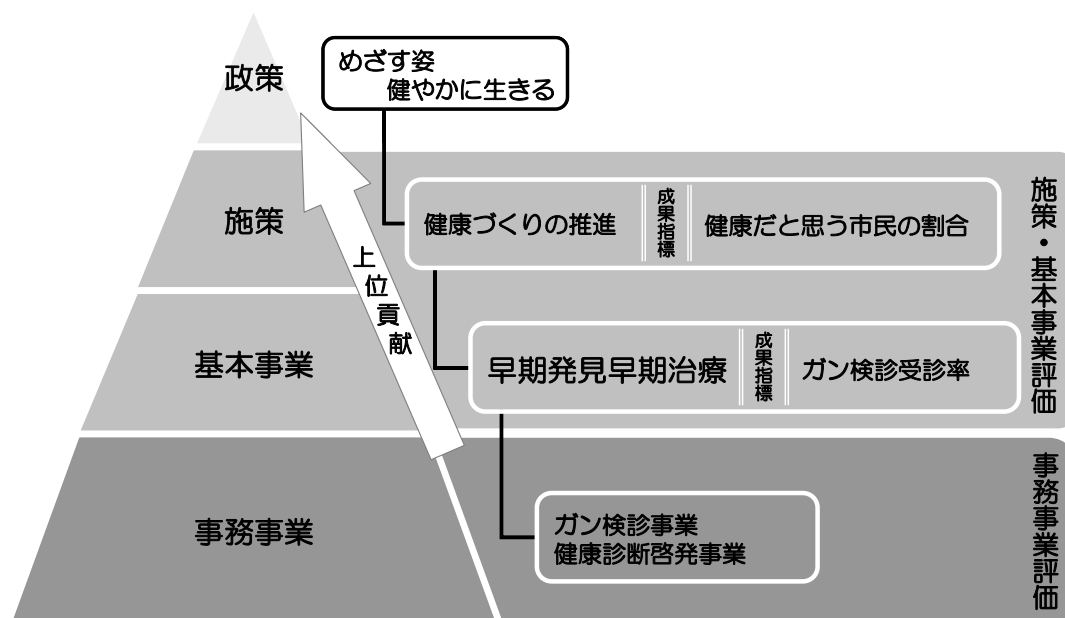 政策
めざす姿
健やかに生きる
施策
健康づくりの推進
成果指標
健康だと思う市民の割合
施策・基本事業評価
上位貢献
基本事業
早期発見早期治療
成果指標
ガン検診受診率
事務事業
ガン検診事業
健康診断啓発事業
事務事業評価